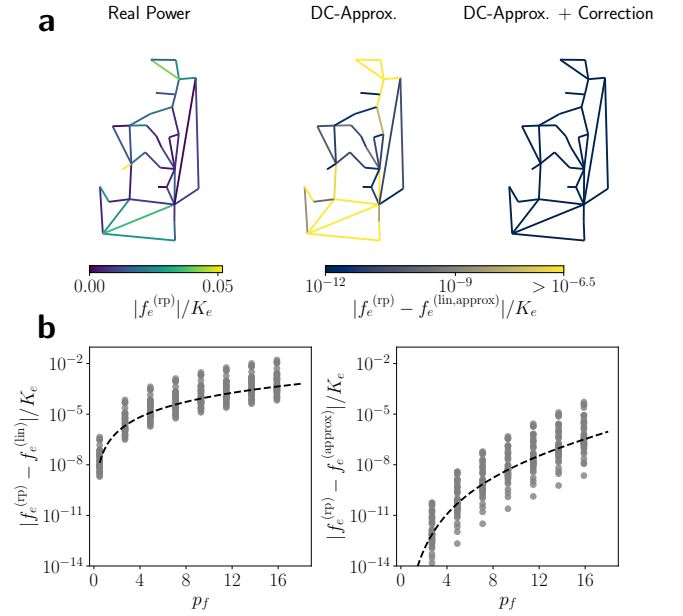 a
Real Power
DC-Approx.
DC-Approx. + Correction
0.00 0.05
|f_e^(rp)|/K_e
10^−12 10^−9 > 10^−6.5
|f_e^(rp) − f_e^(lin,approx)|/K_e
b
|f_e^(rp) − f_e^(lin)|/K_e
10^−2
10^−5
10^−8
10^−11
10^−14
0 4 8 12 16
p_f
|f_e^(rp) − f_e^(approx)|/K_e
10^−2
10^−5
10^−8
10^−11
10^−14
0 4 8 12 16
p_f